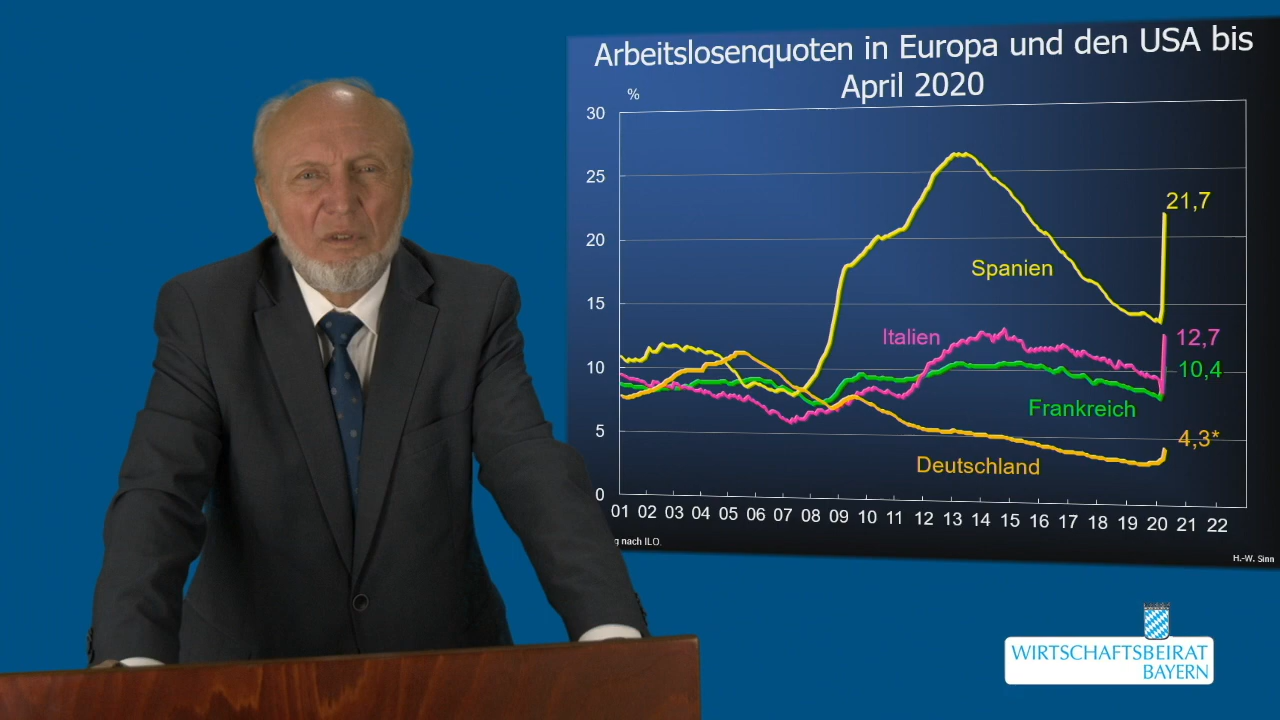 Arbeitslosenquoten in Europa und den USA bis
April 2020
%
30
25
20
15
10
5
0
21,7
Spanien
Italien
12,7
10,4
Frankreich
4,3*
Deutschland
01 02 03 04 05 06 07 08 09 10 11 12 13 14 15 16 17 18 19 20 21 22
nach ILO.
H.-W. Sinn
WIRTSCHAFTSBEIRAT
BAYERN